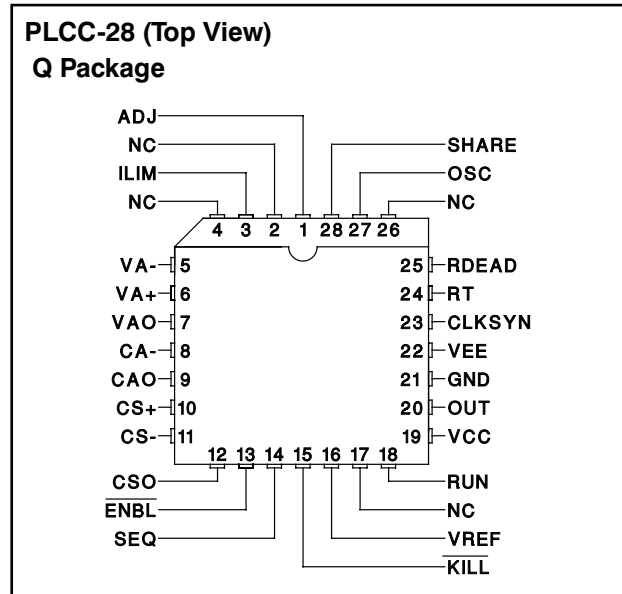 PLCC-28 (Top View)
Q Package
ADJ
NC
ILIM
NC
SHARE
OSC
NC
4 3 2 1 28 27 26
VA- 5
VA+ 6
VAO 7
CA- 8
CAO 9
CS+ 10
CS- 11
25 RDEAD
24 RT
23 CLKSYN
22 VEE
21 GND
20 OUT
19 VCC
12 13 14 15 16 17 18
CSO
ENBL
SEQ
RUN
NC
VREF
KILL